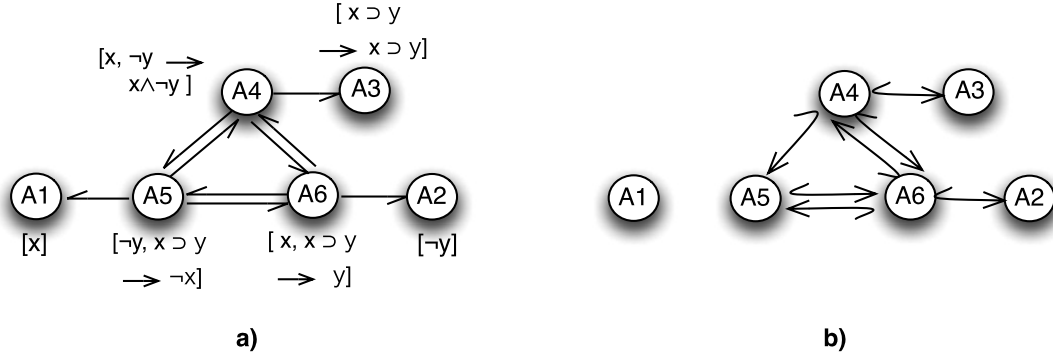 [ x ⊃ y
→ x ⊃ y]
[x, ¬y →
x∧¬y ]
A4
A3
A4
A3
A1
A5
A6
A2
A1
A5
A6
A2
[x]
[¬y, x ⊃ y
→ ¬x]
[ x, x ⊃ y
→ y]
[¬y]
a)
b)